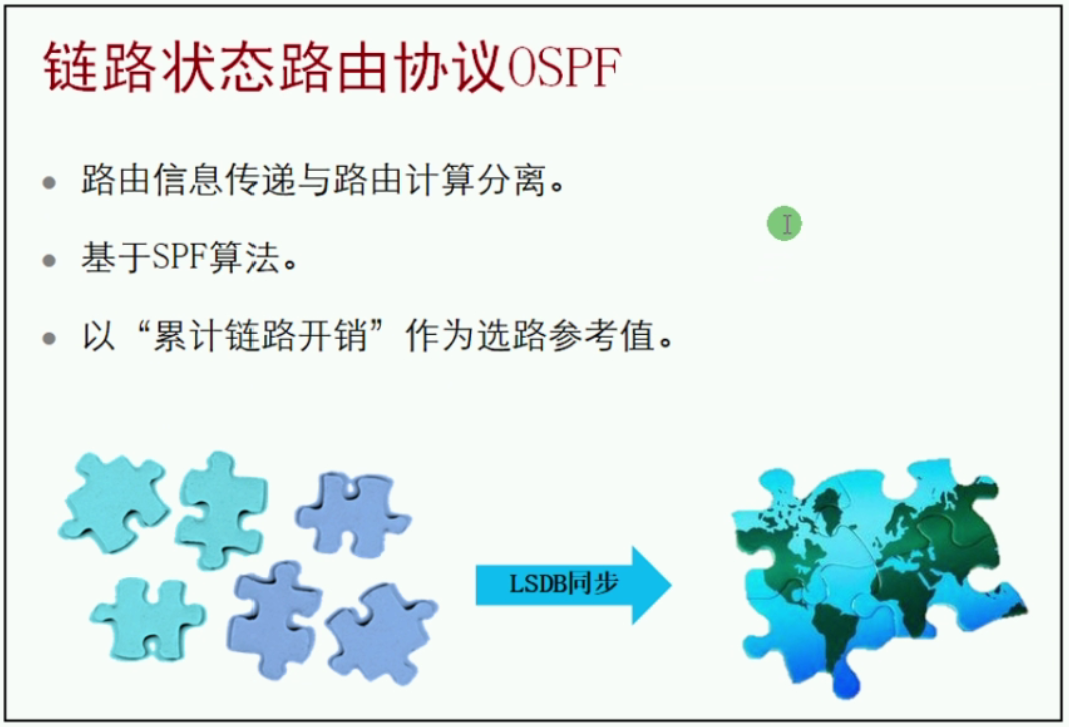 链路状态路由协议OSPF
路由信息传递与路由计算分离。
基于SPF算法。
以“累计链路开销”作为选路参考值。
LSDB同步